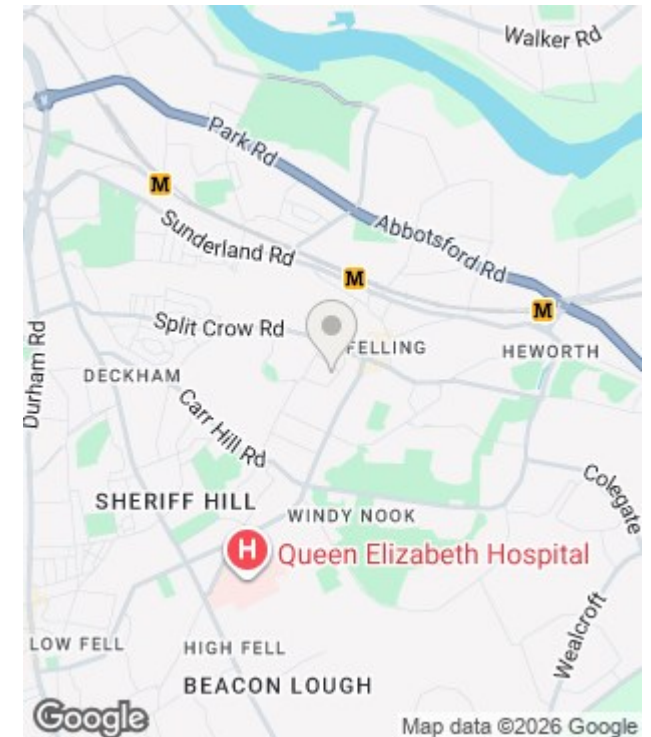 Walker Rd
Park Rd
M
Sunderland Rd
Abbotsford Rd
M
M
Split Crow Rd
FELLING
HEWORTH
Durham Rd
DECKHAM
Carr Hill Rd
Colegate
SHERIFF HILL
WINDY NOOK
H
Queen Elizabeth Hospital
Wealcroft
LOW FELL
HIGH FELL
BEACON LOUGH
Google
Map data ©2026 Google